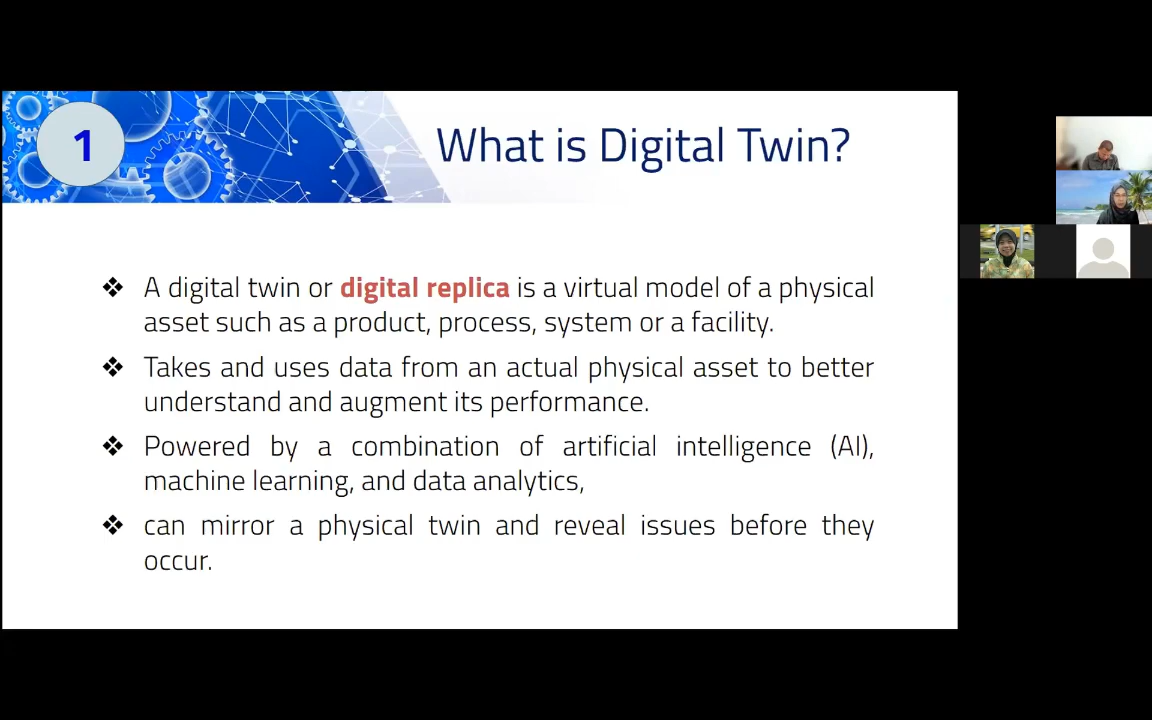 1
What is Digital Twin?
❖ A digital twin or digital replica is a virtual model of a physical
asset such as a product, process, system or a facility.
❖ Takes and uses data from an actual physical asset to better
understand and augment its performance.
❖ Powered by a combination of artificial intelligence (AI),
machine learning, and data analytics,
❖ can mirror a physical twin and reveal issues before they
occur.